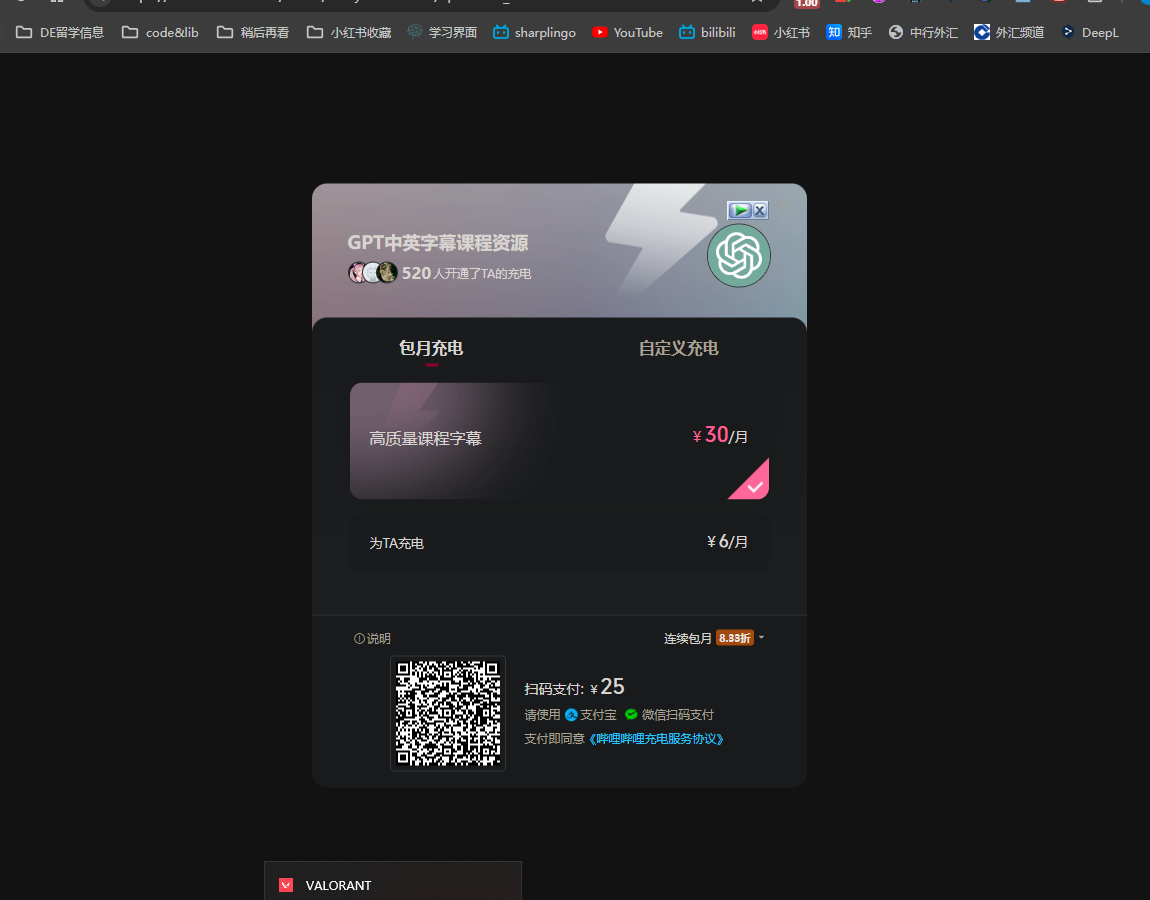 1.00
DE留学信息 code&lib 稍后再看 小红书收藏 学习界面 sharplingo YouTube bilibili 小红书 知乎 中行外汇 外汇频道 DeepL
GPT中英字幕课程资源
520人开通了TA的充电
包月充电 自定义充电
高质量课程字幕 ¥30/月
为TA充电 ¥6/月
说明 连续包月 8.33折
扫码支付: ¥25
请使用 支付宝 微信扫码支付
支付即同意《哔哩哔哩充电服务协议》
VALORANT